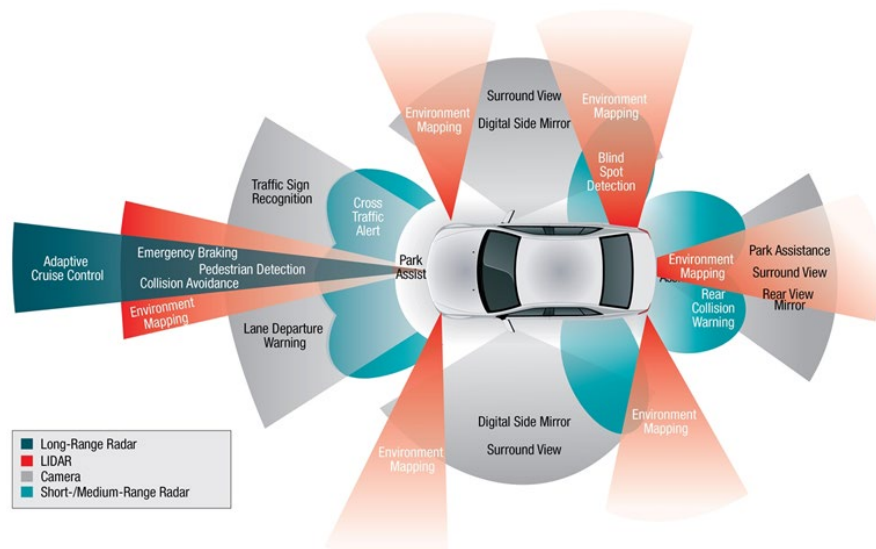 Surround View
Digital Side Mirror
Environment
Mapping
Environment
Mapping
Blind
Spot
Detection
Traffic Sign
Recognition
Cross
Traffic
Alert
Adaptive
Cruise Control
Emergency Braking
Pedestrian Detection
Collision Avoidance
Environment
Mapping
Park
Assist
Lane Departure
Warning
Environment
Mapping
Rear
Collision
Warning
Park Assistance
Surround View
Rear View
Mirror
Digital Side Mirror
Surround View
Environment
Mapping
Environment
Mapping
Long-Range Radar
LIDAR
Camera
Short-/Medium-Range Radar